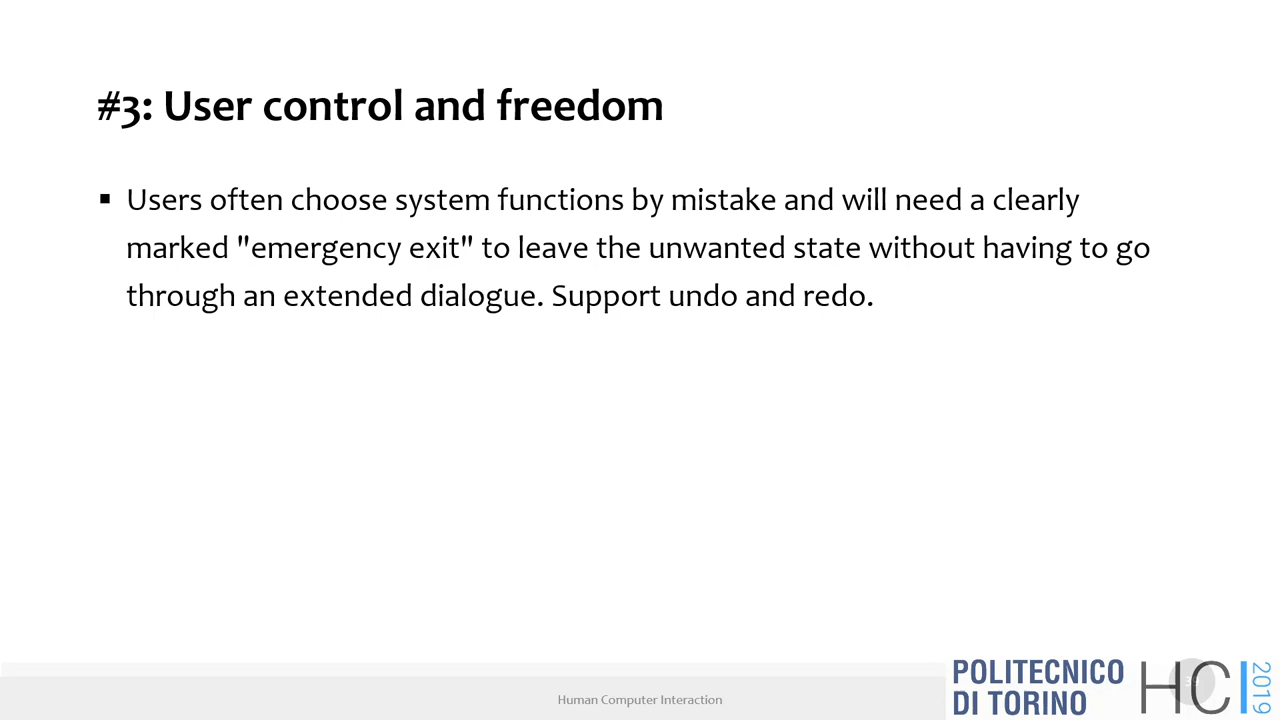 #3: User control and freedom
▪ Users often choose system functions by mistake and will need a clearly
marked "emergency exit" to leave the unwanted state without having to go
through an extended dialogue. Support undo and redo.
Human Computer Interaction
POLITECNICO
DI TORINO
HCI
2019